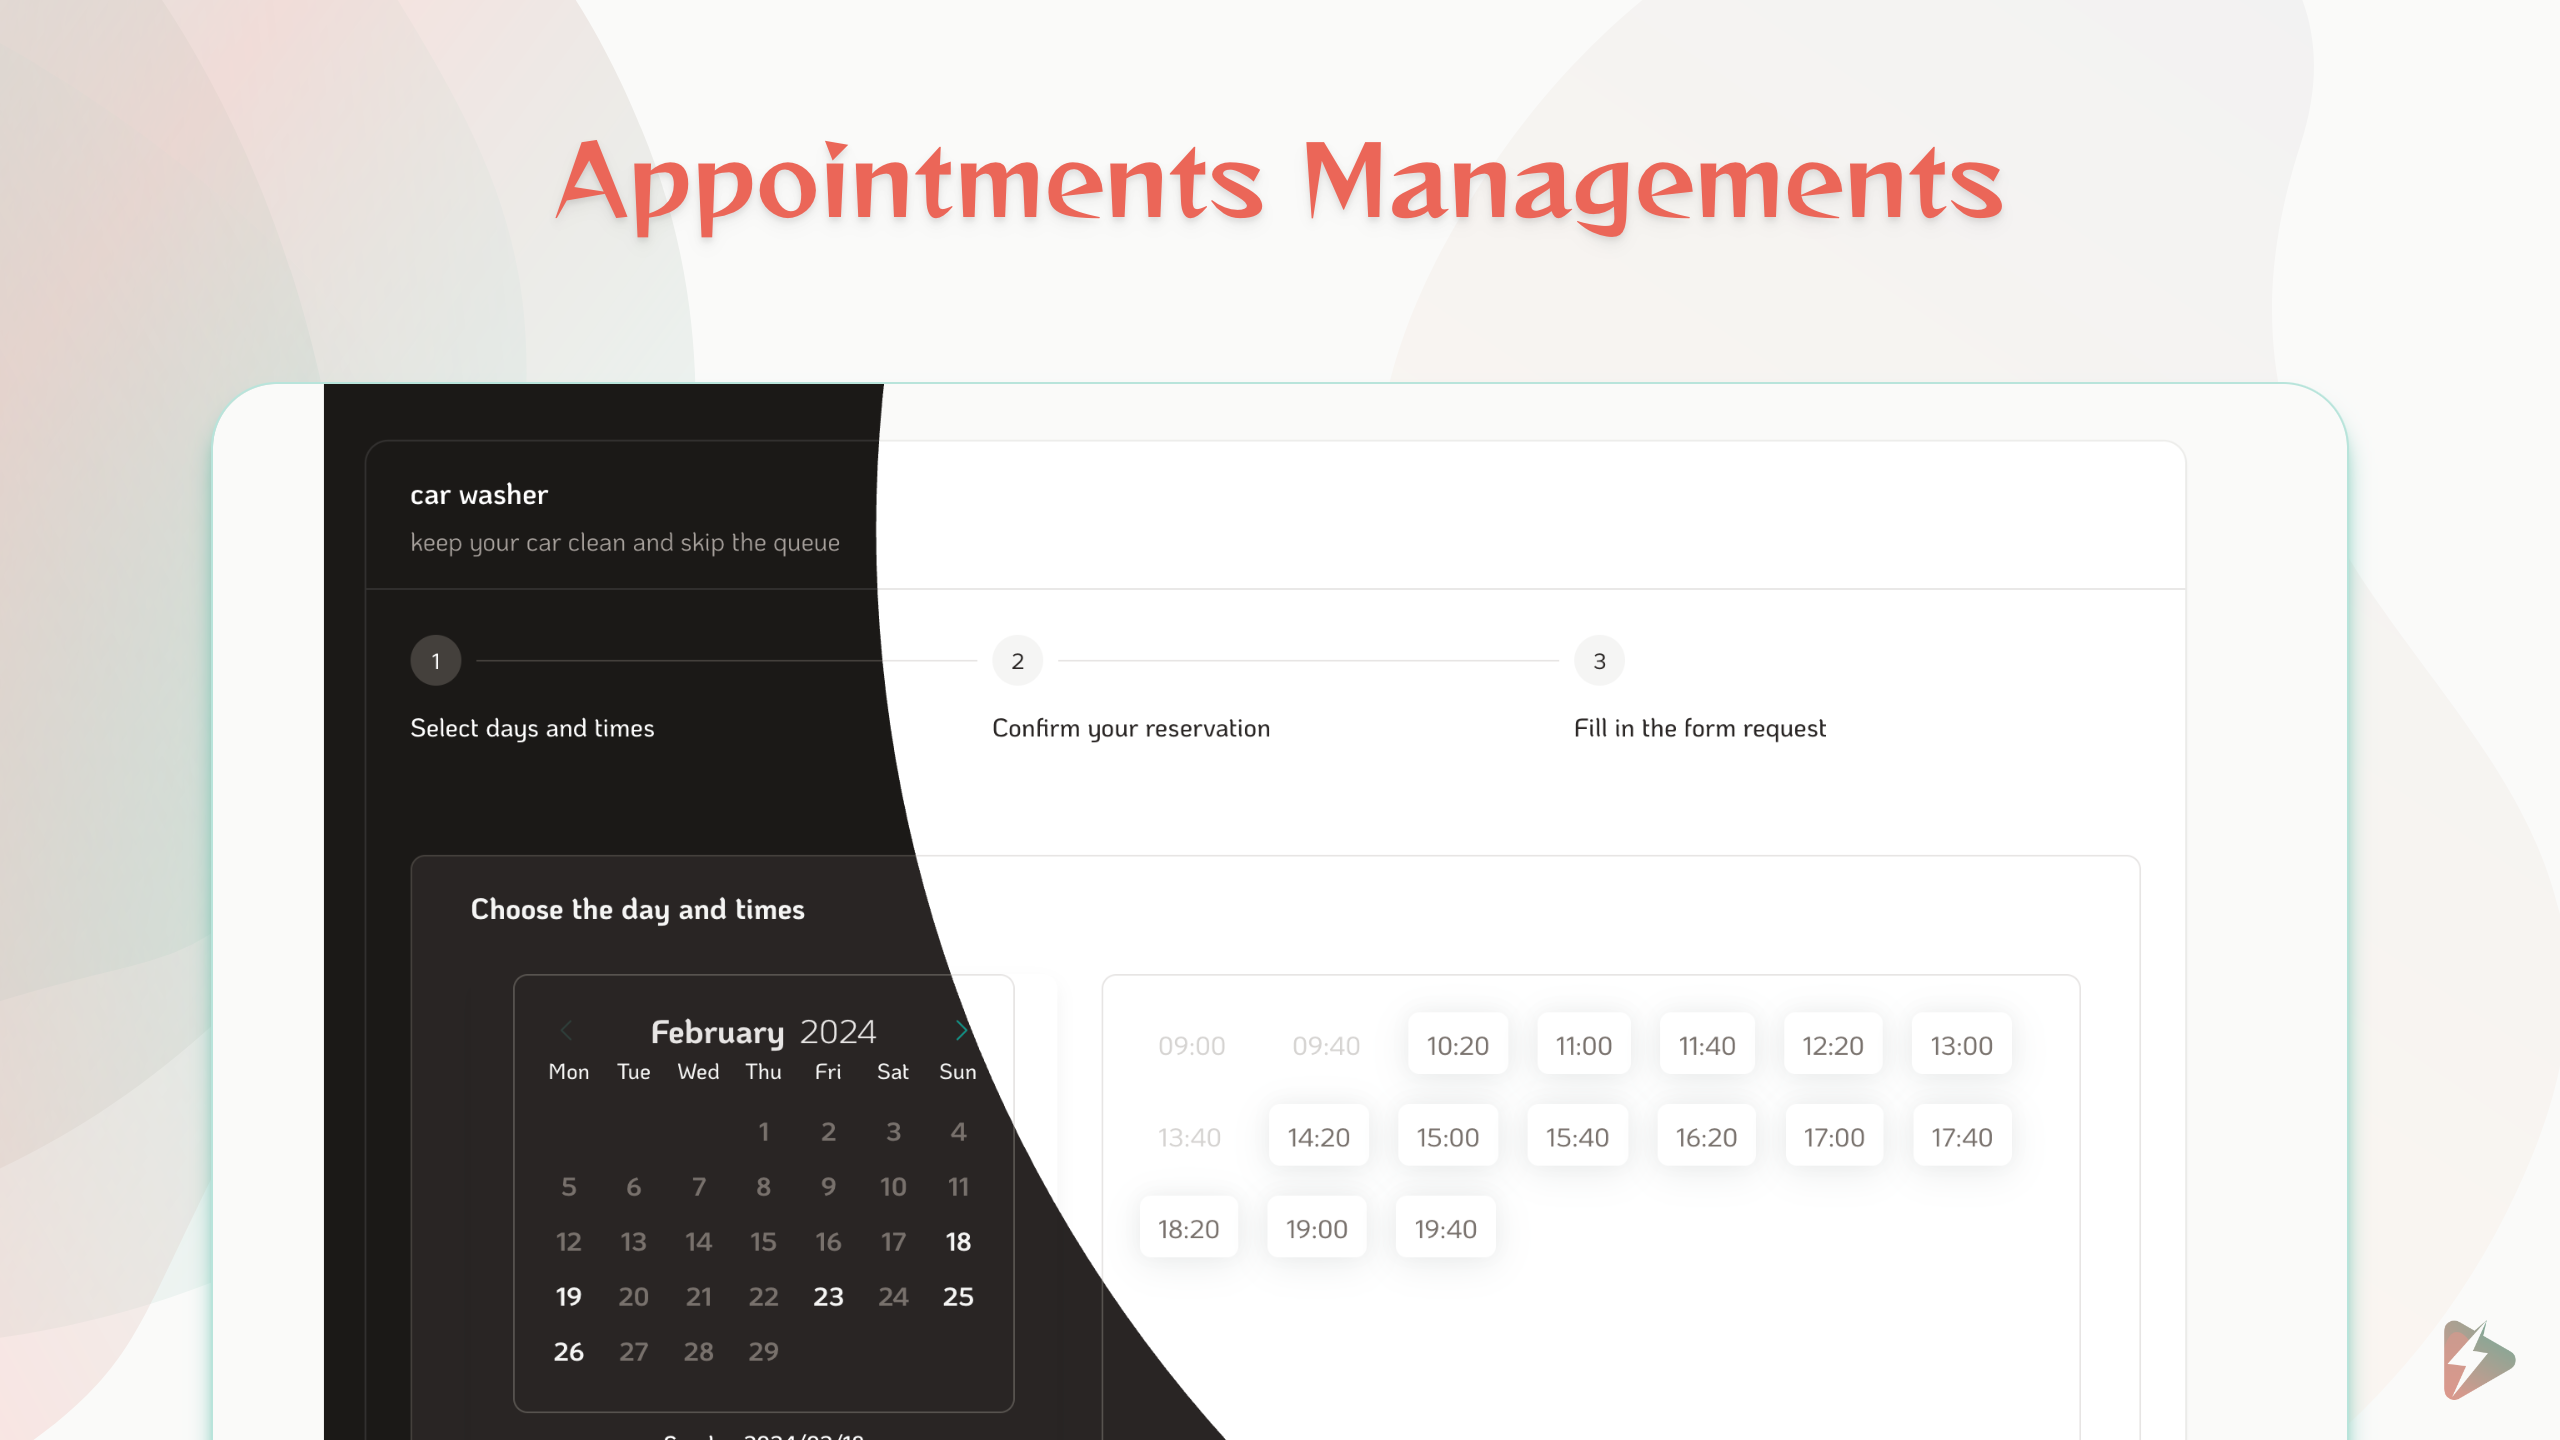 Appointments Managements
car washer
keep your car clean and skip the queue
1 2 3
Select days and times Confirm your reservation Fill in the form request
Choose the day and times
February 2024
Mon Tue Wed Thu Fri Sat Sun
1 2 3 4
5 6 7 8 9 10 11
12 13 14 15 16 17 18
19 20 21 22 23 24 25
26 27 28 29
09:00 09:40 10:20 11:00 11:40 12:20 13:00
13:40 14:20 15:00 15:40 16:20 17:00 17:40
18:20 19:00 19:40